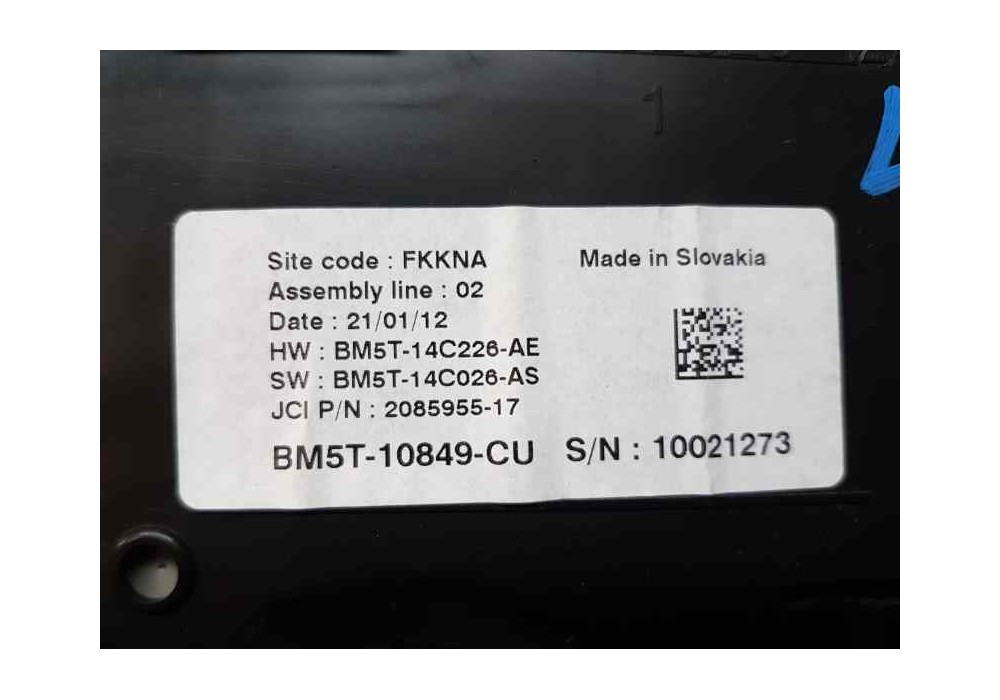 1
Site code : FKKNA
Made in Slovakia
Assembly line : 02
Date : 21/01/12
HW : BM5T-14C226-AE
SW : BM5T-14C026-AS
JCI P/N : 2085955-17
BM5T-10849-CU S/N : 10021273